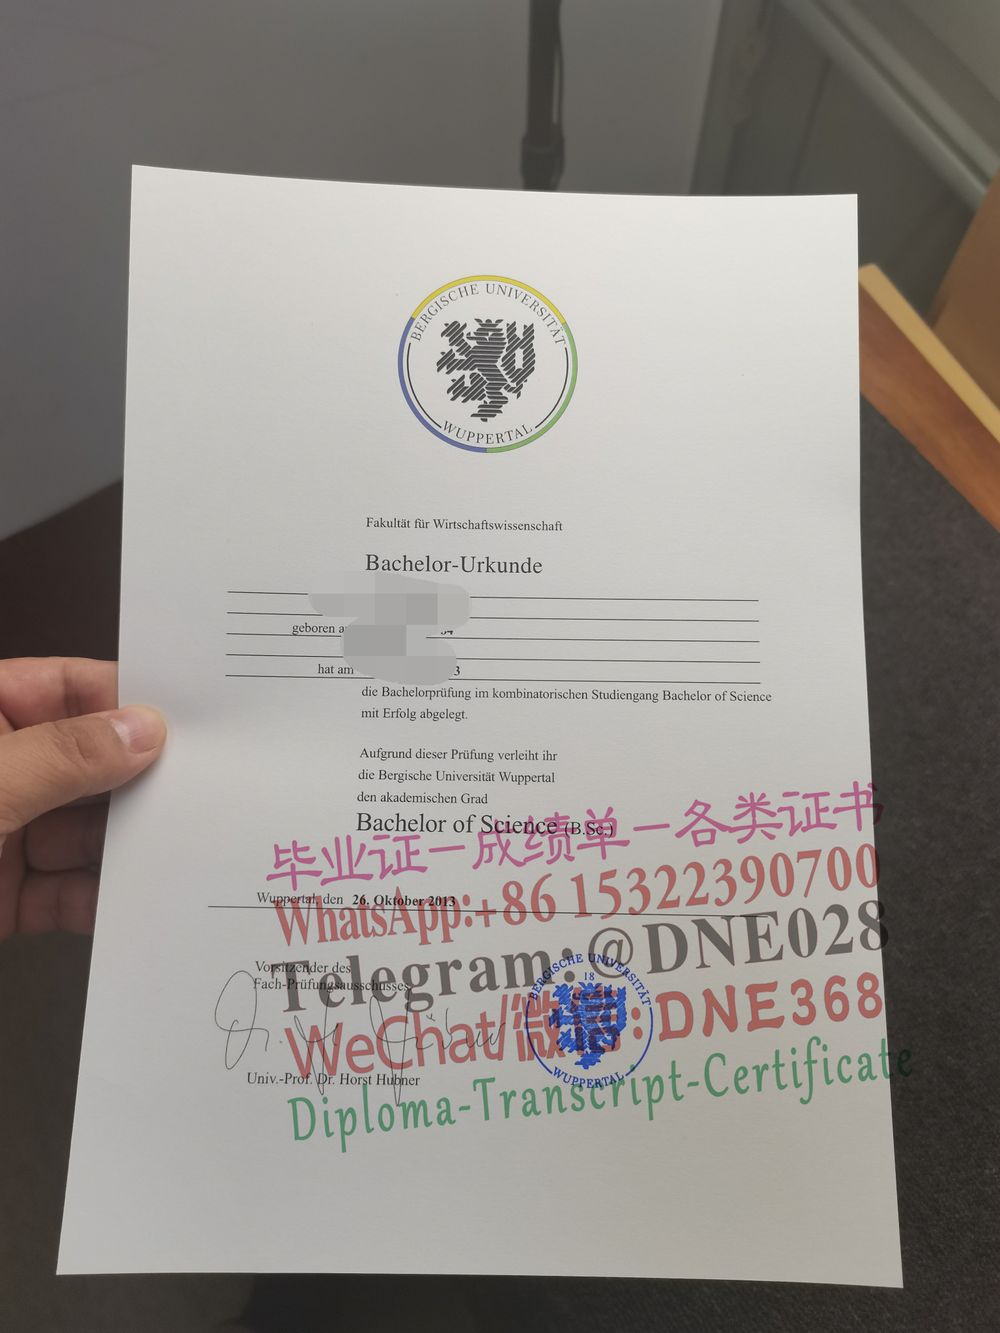 BERGISCHE UNIVERSITÄT
WUPPERTAL
Fakultät für Wirtschaftswissenschaft
Bachelor-Urkunde
geboren a
hat am 3
die Bachelorprüfung im kombinatorischen Studiengang Bachelor of Science
mit Erfolg abgelegt.
Aufgrund dieser Prüfung verleiht ihr
die Bergische Universität Wuppertal
den akademischen Grad
Bachelor of Science (B.Sc.)
毕业证—成绩单—各类证书
Wuppertal, den 26. Oktober 2013
WhatsApp:+86 15322390700
Vorsitzender des
Fach-Prüfungsausschusses
Telegram:@DNE028
BERGISCHE UNIVERSITÄT
18
WUPPERTAL
WeChat/微信:DNE368
Univ.-Prof. Dr. Horst Hübner
Diploma-Transcript-Certificate